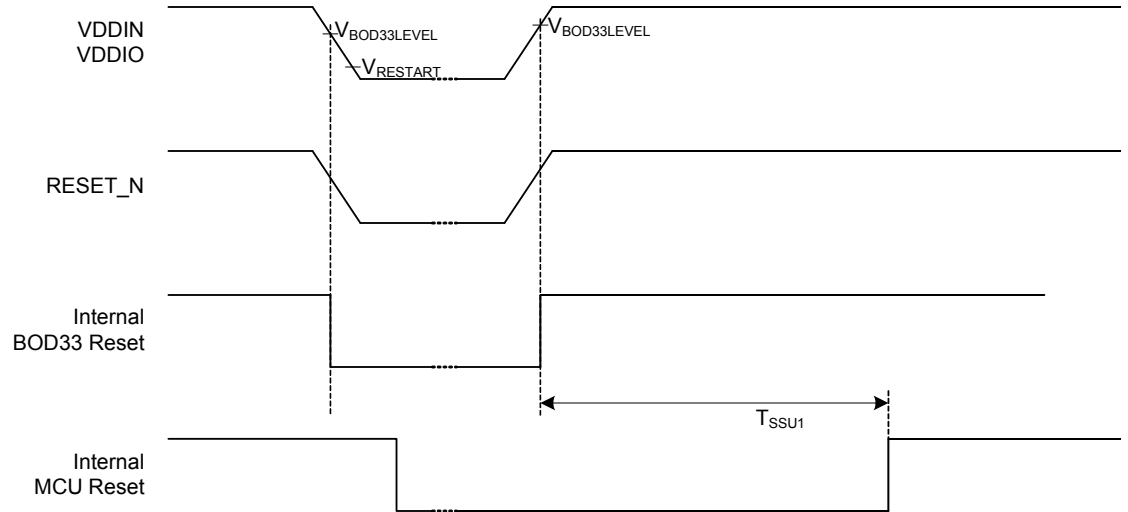 VDDIN
VDDIO
VBOD33LEVEL
VBOD33LEVEL
VRESTART
RESET_N
Internal
BOD33 Reset
TSSU1
Internal
MCU Reset